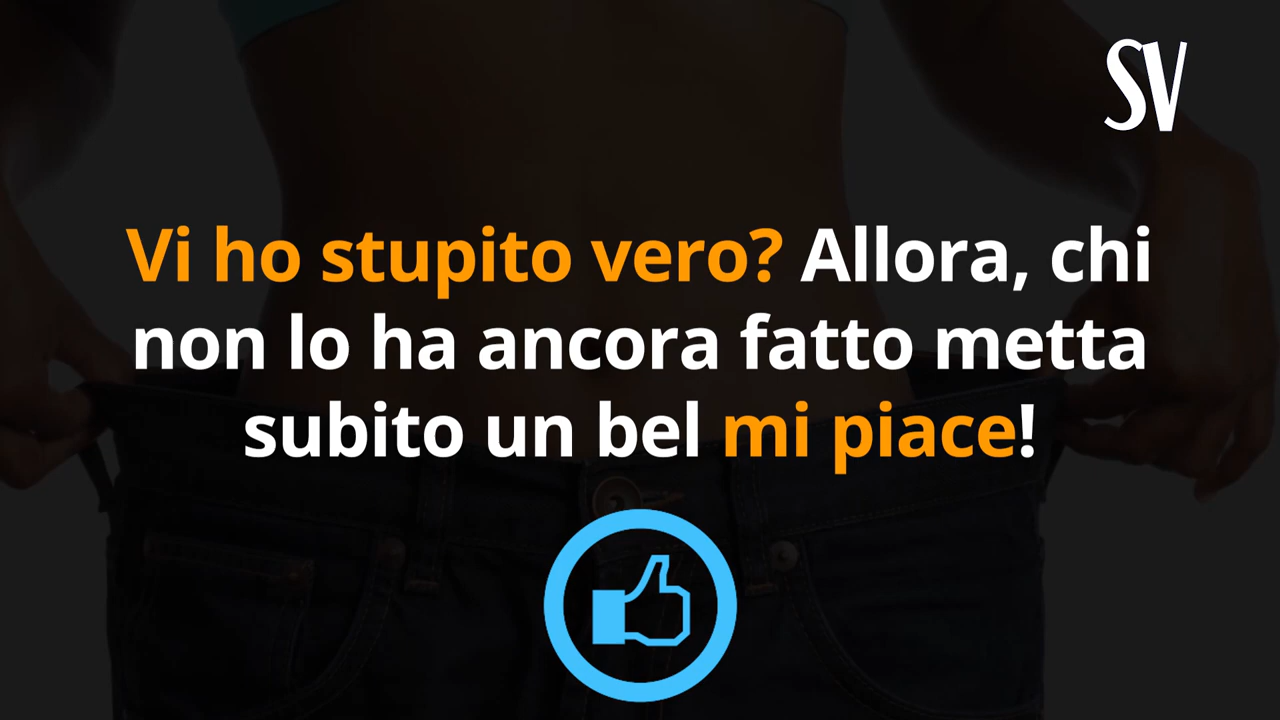 SV
Vi ho stupito vero? Allora, chi
non lo ha ancora fatto metta
subito un bel mi piace!